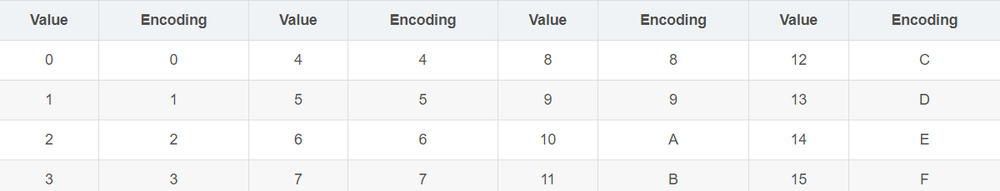 Value Encoding Value Encoding Value Encoding Value Encoding
0 0 4 4 8 8 12 C
1 1 5 5 9 9 13 D
2 2 6 6 10 A 14 E
3 3 7 7 11 B 15 F